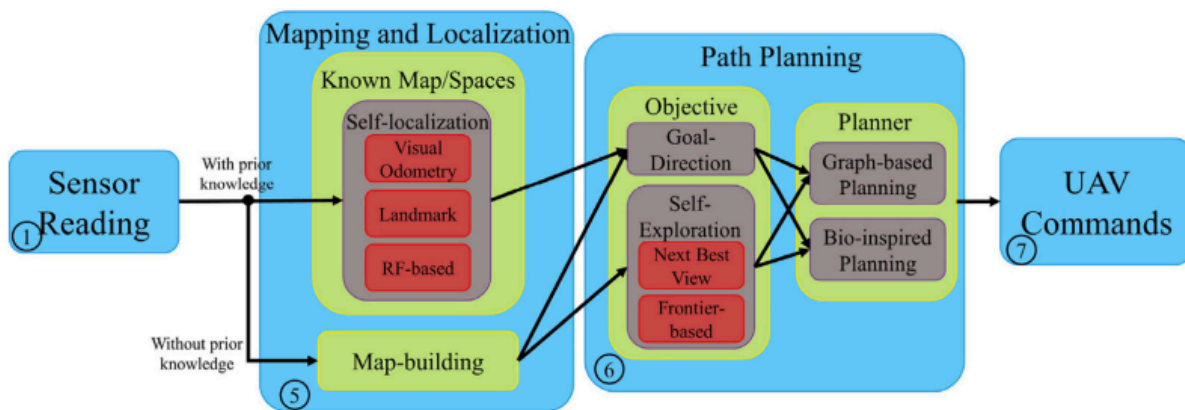 Sensor
Reading
1
With prior
knowledge
Without prior
knowledge
Mapping and Localization
Known Map/Spaces
Self-localization
Visual
Odometry
Landmark
RF-based
Map-building
5
Path Planning
Objective
Goal-
Direction
Self-
Exploration
Next Best
View
Frontier-
based
6
Planner
Graph-based
Planning
Bio-inspired
Planning
UAV
Commands
7